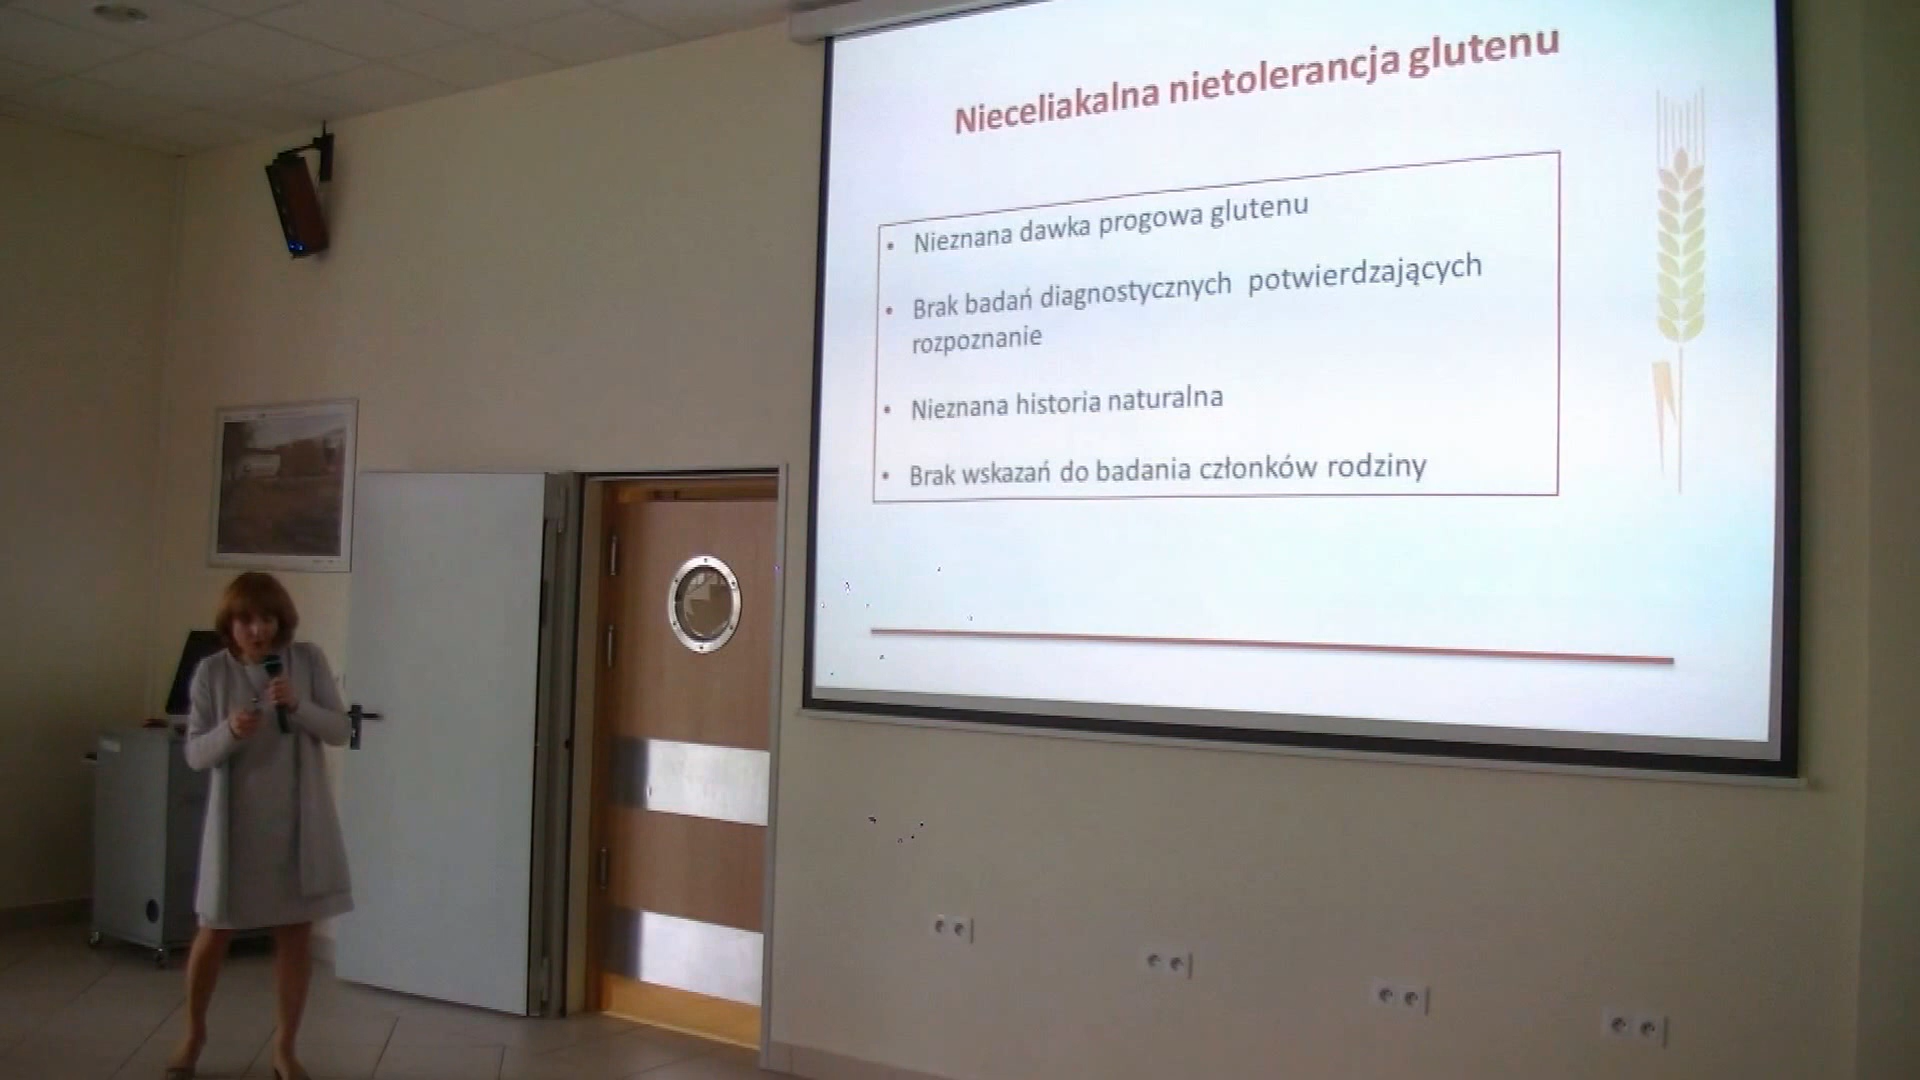 Nieceliakalna nietolerancja glutenu
• Nieznana dawka progowa glutenu
• Brak badań diagnostycznych potwierdzających
rozpoznanie
• Nieznana historia naturalna
• Brak wskazań do badania członków rodziny